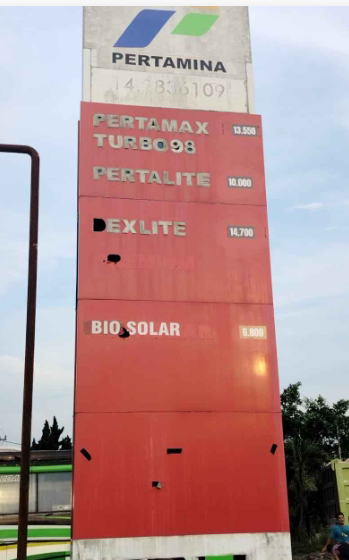 PERTAMINA
PERTAMAX 13.550
TURBO 98
PERTALITE 10.000
DEXLITE 14.700
BIO SOLAR 6.800